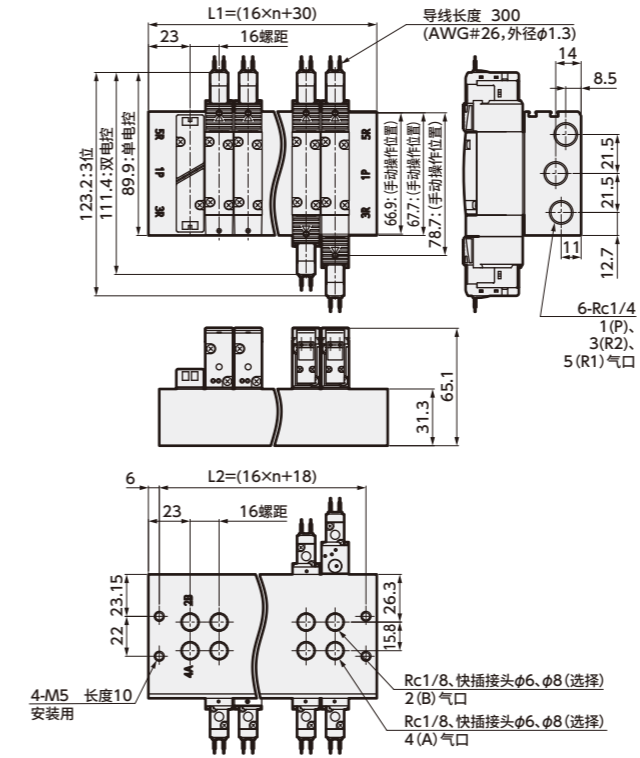 L1=(16×n+30)
23
16螺距
导线长度 300
(AWG#26,外径φ1.3)
14
8.5
123.2:3位
111.4:双电控
89.9:单电控
5R
1P
3R
5R
1P
3R
66.9:(手动操作位置)
67.7:(手动操作位置)
78.7:(手动操作位置)
21.5
21.5
11
12.7
6-Rc1/4
1(P)、
3(R2)、
5(R1)气口
31.3
65.1
L2=(16×n+18)
6
23
16螺距
23.15
22
2B
4A
26.3
15.8
4-M5 长度10
安装用
Rc1/8、快插接头φ6、φ8(选择)
2(B)气口
Rc1/8、快插接头φ6、φ8(选择)
4(A)气口